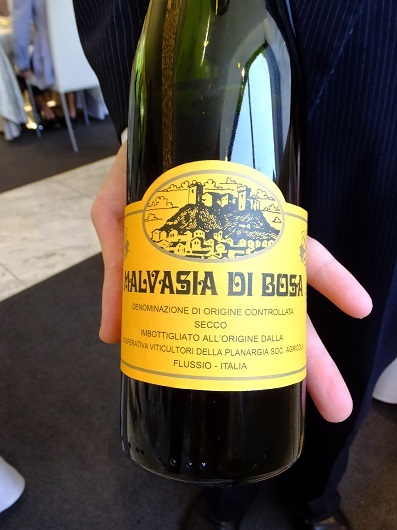 MALVASIA DI BOSA
DENOMINAZIONE DI ORIGINE CONTROLLATA
SECCO
IMBOTTIGLIATO ALL'ORIGINE DALLA
COOPERATIVA VITICULTORI DELLA PLANARGIA SOC. AGRICOLA
FLUSSIO - ITALIA